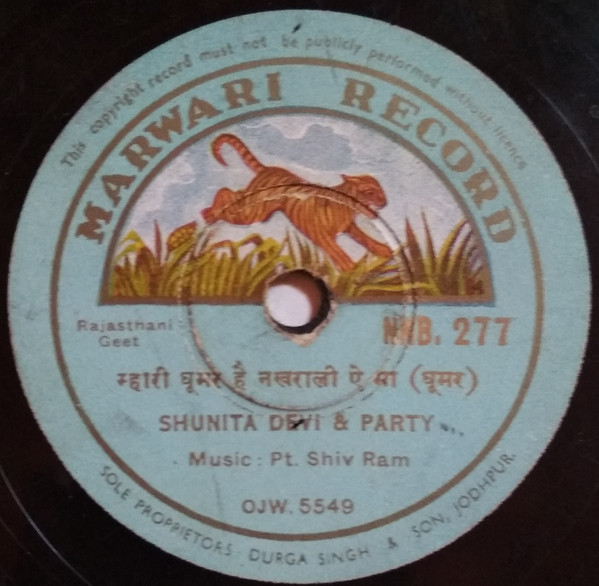 This copyright record must not be publicly performed without licence
MARWARI RECORD
Rajasthani
Geet
277
म्हारी घूमर है नखराली ऐ मां (घूमर)
SHUNITA DEVI & PARTY
Music: Pt. Shiv Ram
OJW. 5549
SOLE PROPRIETORS: DURGA SINGH & SON, JODHPUR.